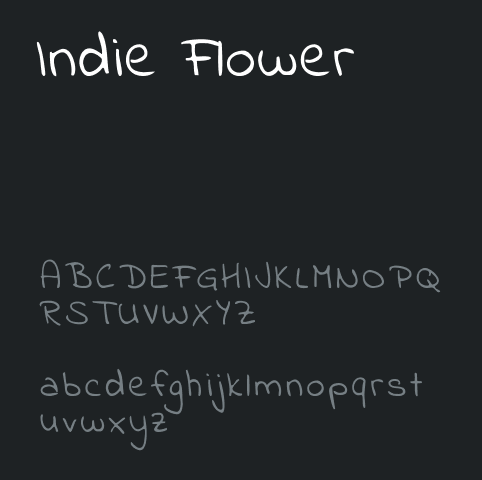 Indie Flower
ABCDEFGHIJKLMNOPQ
RSTUVWXYZ
abcdefghijklmnopqrst
uvwxyz